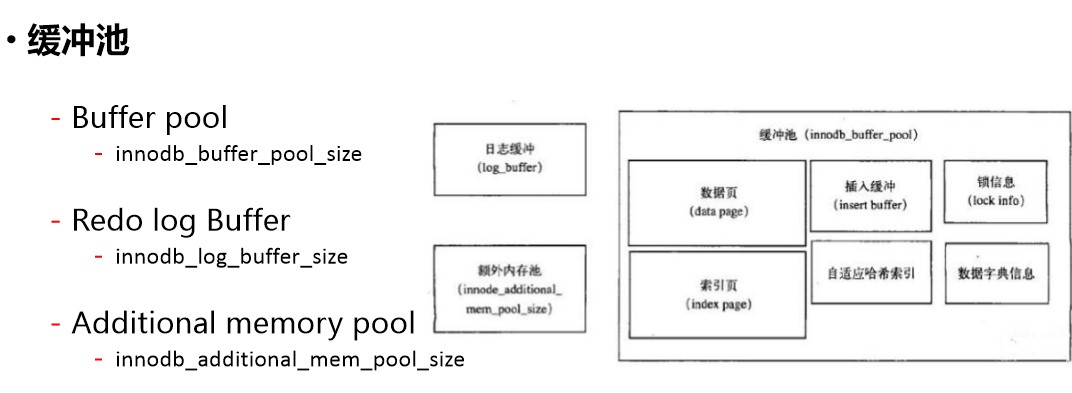 • 缓冲池
- Buffer pool
- innodb_buffer_pool_size
- Redo log Buffer
- innodb_log_buffer_size
- Additional memory pool
- innodb_additional_mem_pool_size
日志缓冲
(log_buffer)
额外内存池
(innode_additional_
mem_pool_size)
缓冲池 (innodb_buffer_pool)
数据页
(data page)
插入缓冲
(insert buffer)
锁信息
(lock info)
索引页
(index page)
自适应哈希索引
数据字典信息